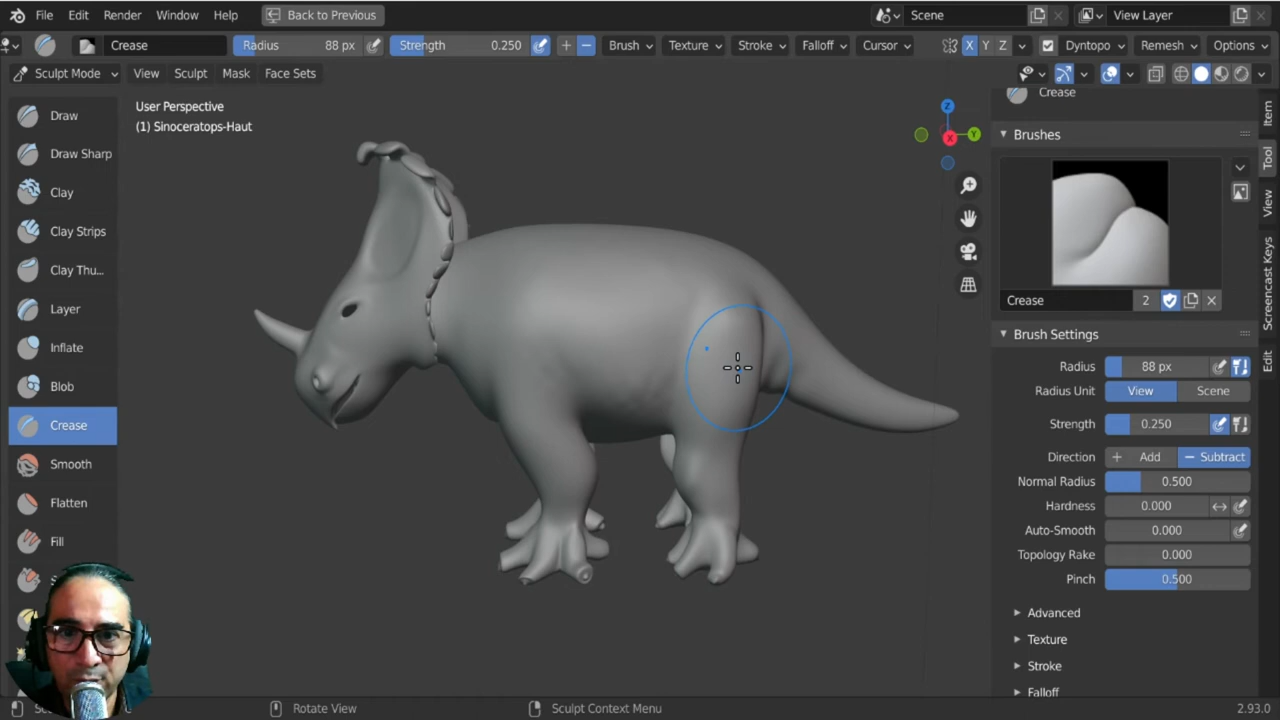 File Edit Render Window Help Back to Previous Scene View Layer
Crease Radius 88 px Strength 0.250 Brush Texture Stroke Falloff Cursor X Y Z Dyntopo Remesh Options
Sculpt Mode View Sculpt Mask Face Sets
User Perspective
(1) Sinoceratops-Haut
Z
Y
X
Draw
Draw Sharp
Clay
Clay Strips
Clay Thu...
Layer
Inflate
Blob
Crease
Smooth
Flatten
Fill
Crease
Brushes
Crease 2
Brush Settings
Radius 88 px
Radius Unit View Scene
Strength 0.250
Direction + Add − Subtract
Normal Radius 0.500
Hardness 0.000
Auto-Smooth 0.000
Topology Rake 0.000
Pinch 0.500
Advanced
Texture
Stroke
Falloff
Item
Tool
View
Screencast Keys
Edit
Rotate View
Sculpt Context Menu
2.93.0